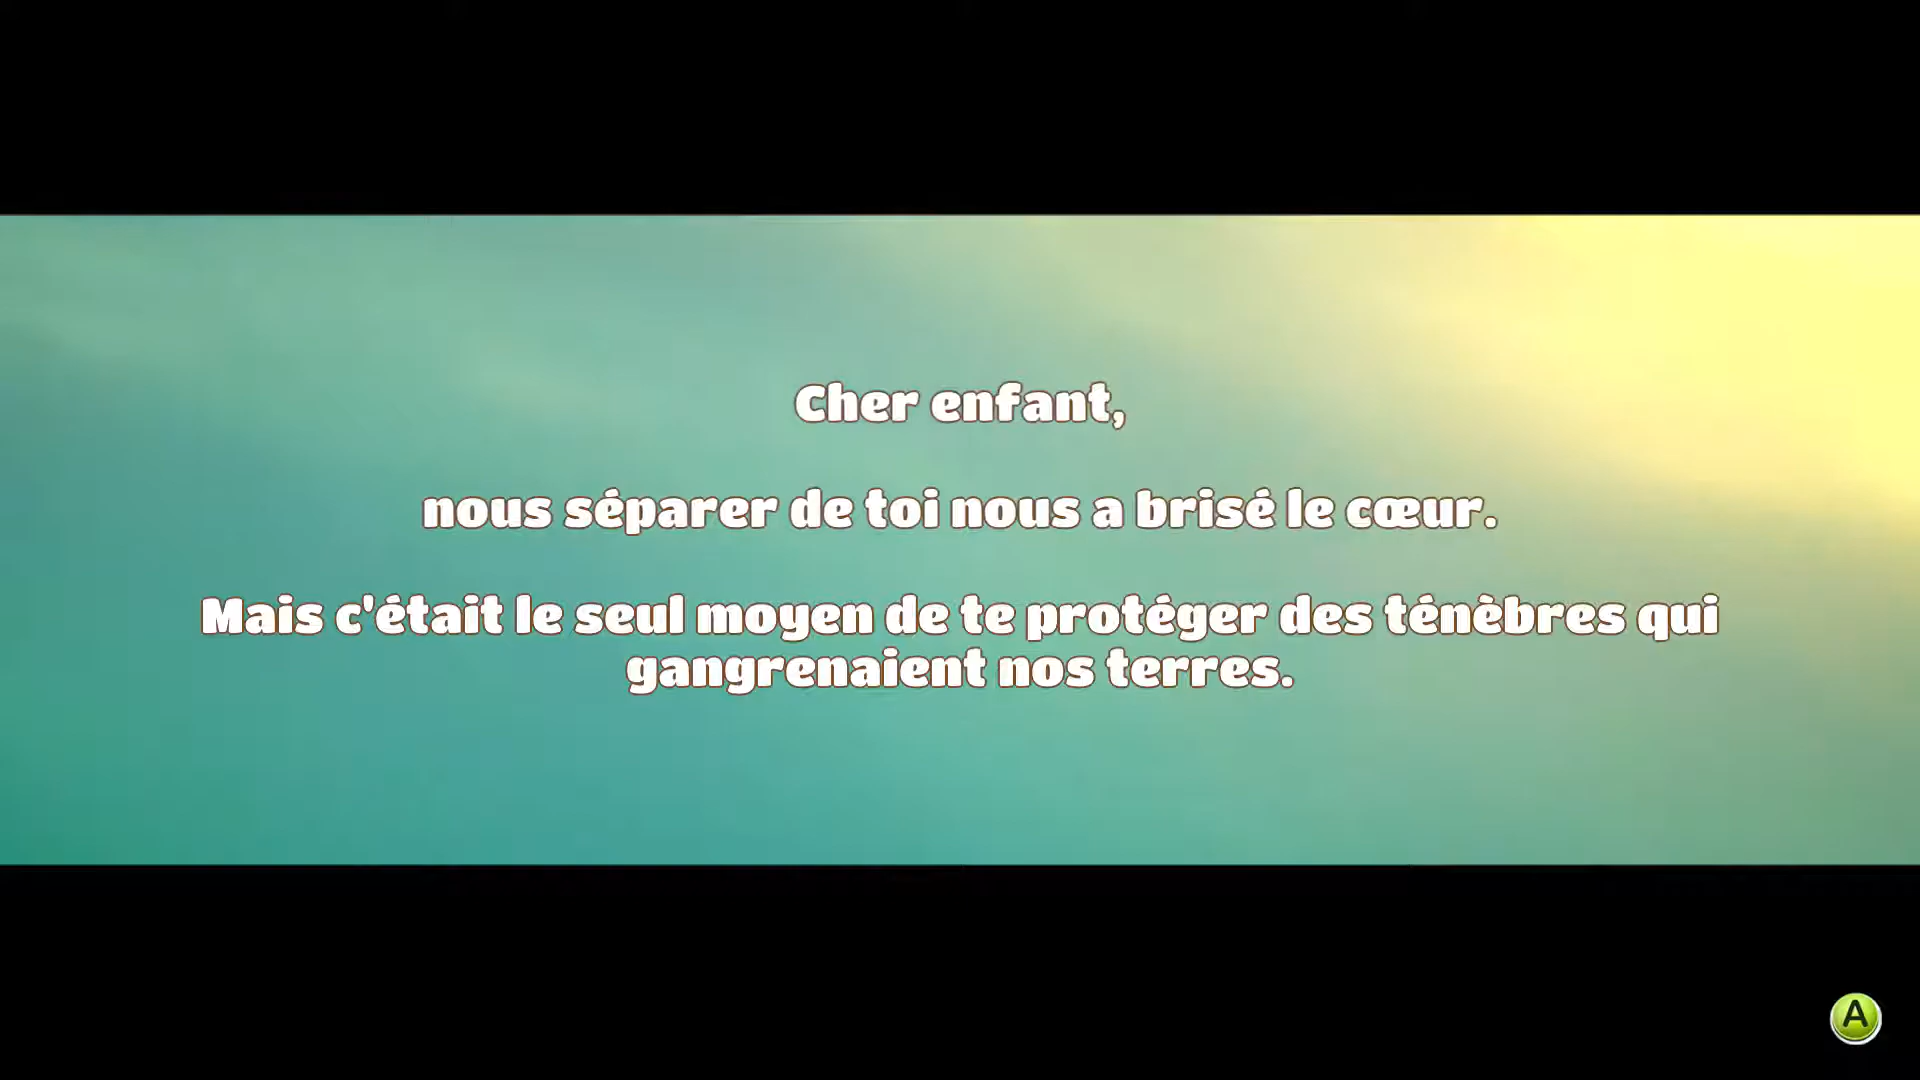 Cher enfant,
nous séparer de toi nous a brisé le cœur.
Mais c'était le seul moyen de te protéger des ténèbres qui
gangrenaient nos terres.
A